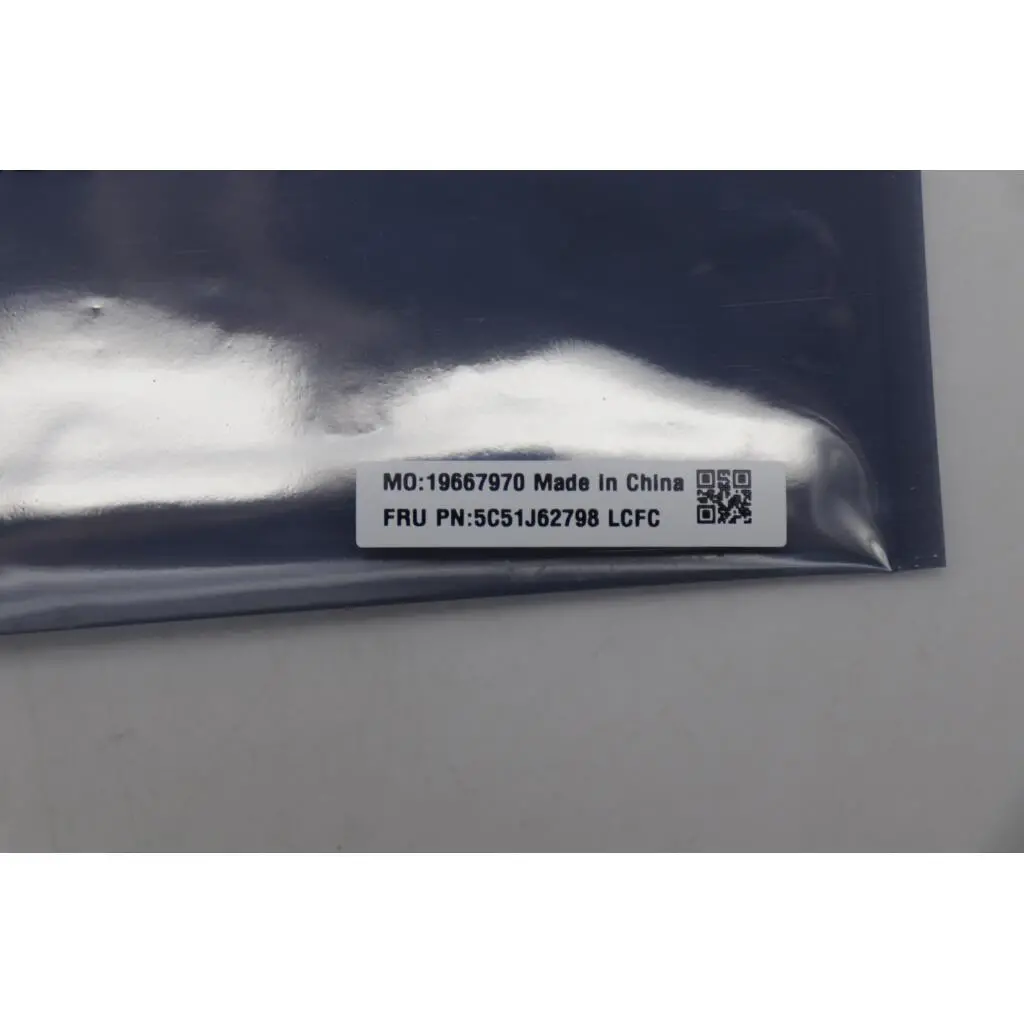 MO:19667970 Made in China
FRU PN:5C51J62798 LCFC